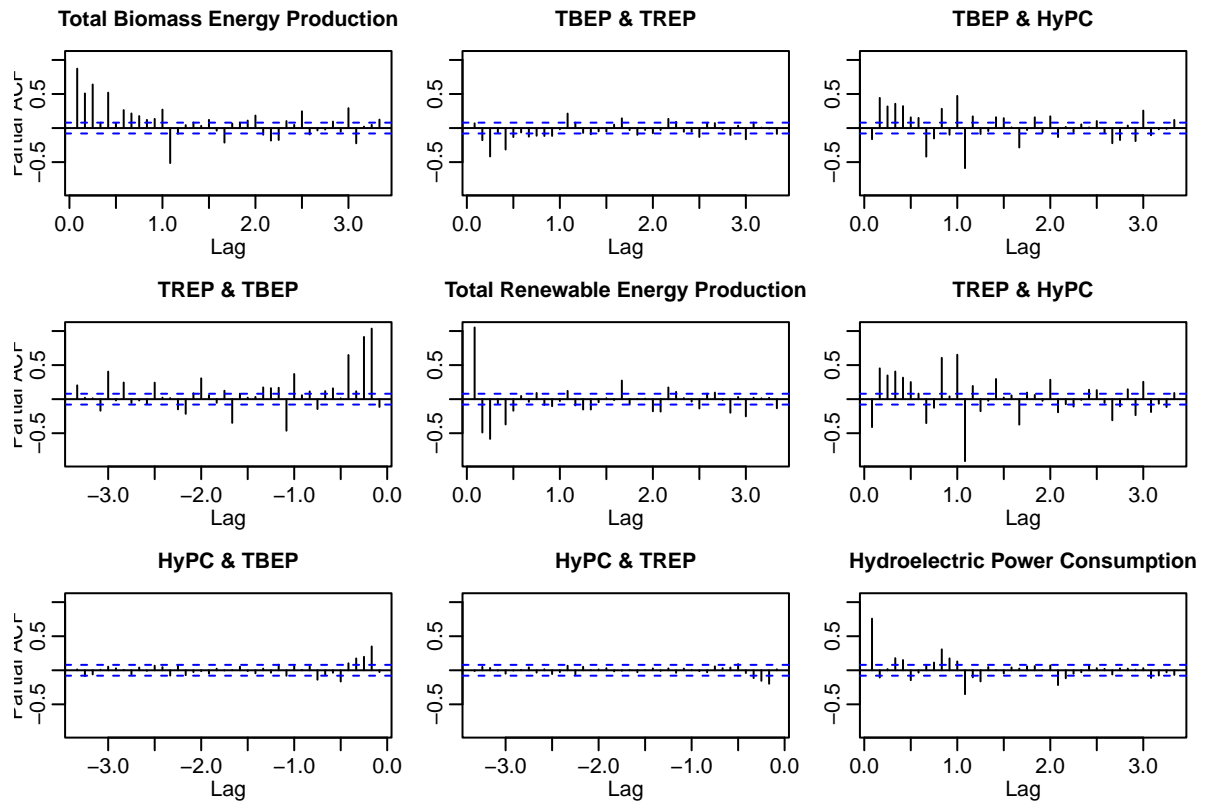 Total Biomass Energy Production
TBEP & TREP
TBEP & HyPC
Partial ACF
−0.5 0.5
0.0 1.0 2.0 3.0
Lag
−0.5 0.5
0.0 1.0 2.0 3.0
Lag
−0.5 0.5
0.0 1.0 2.0 3.0
Lag
TREP & TBEP
Total Renewable Energy Production
TREP & HyPC
Partial ACF
−0.5 0.5
−3.0 −2.0 −1.0 0.0
Lag
−0.5 0.5
0.0 1.0 2.0 3.0
Lag
−0.5 0.5
0.0 1.0 2.0 3.0
Lag
HyPC & TBEP
HyPC & TREP
Hydroelectric Power Consumption
Partial ACF
−0.5 0.5
−3.0 −2.0 −1.0 0.0
Lag
−0.5 0.5
−3.0 −2.0 −1.0 0.0
Lag
−0.5 0.5
0.0 1.0 2.0 3.0
Lag